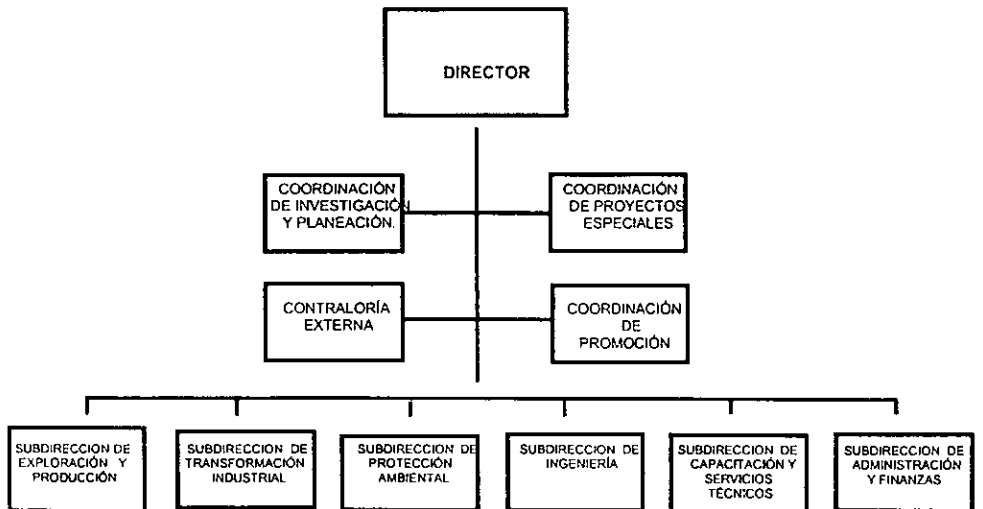 DIRECTOR
COORDINACIÓN
DE INVESTIGACIÓN
Y PLANEACIÓN.
COORDINACIÓN
DE PROYECTOS
ESPECIALES
CONTRALORÍA
EXTERNA
COORDINACIÓN
DE
PROMOCIÓN
SUBDIRECCION DE
EXPLORACIÓN Y
PRODUCCIÓN
SUBDIRECCION DE
TRANSFORMACIÓN
INDUSTRIAL
SUBDIRECCION DE
PROTECCIÓN
AMBIENTAL
SUBDIRECCION DE
INGENIERÍA
SUBDIRECCION DE
CAPACITACIÓN Y
SERVICIOS
TÉCNICOS
SUBDIRECCION DE
ADMINISTRACIÓN
Y FINANZAS